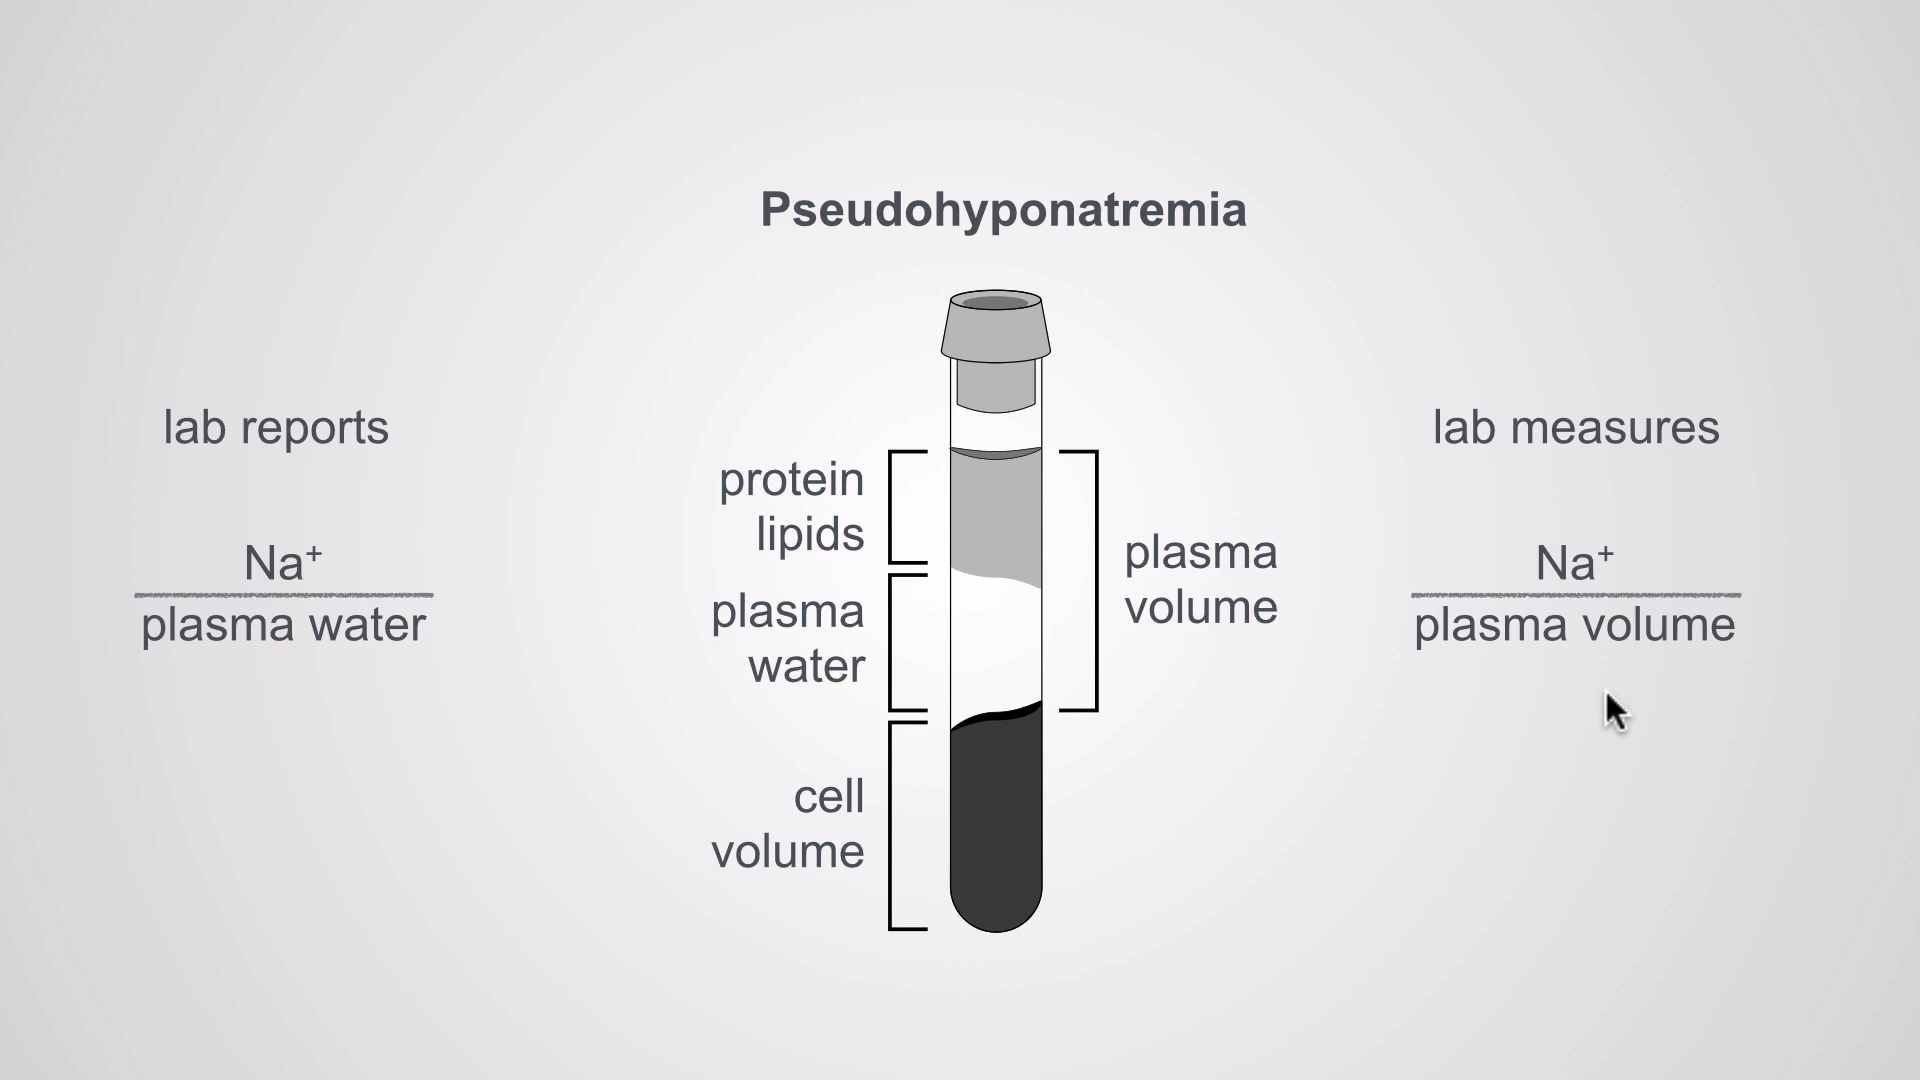 Pseudohyponatremia
lab reports
Na⁺
plasma water
protein
lipids
plasma
water
cell
volume
plasma
volume
lab measures
Na⁺
plasma volume